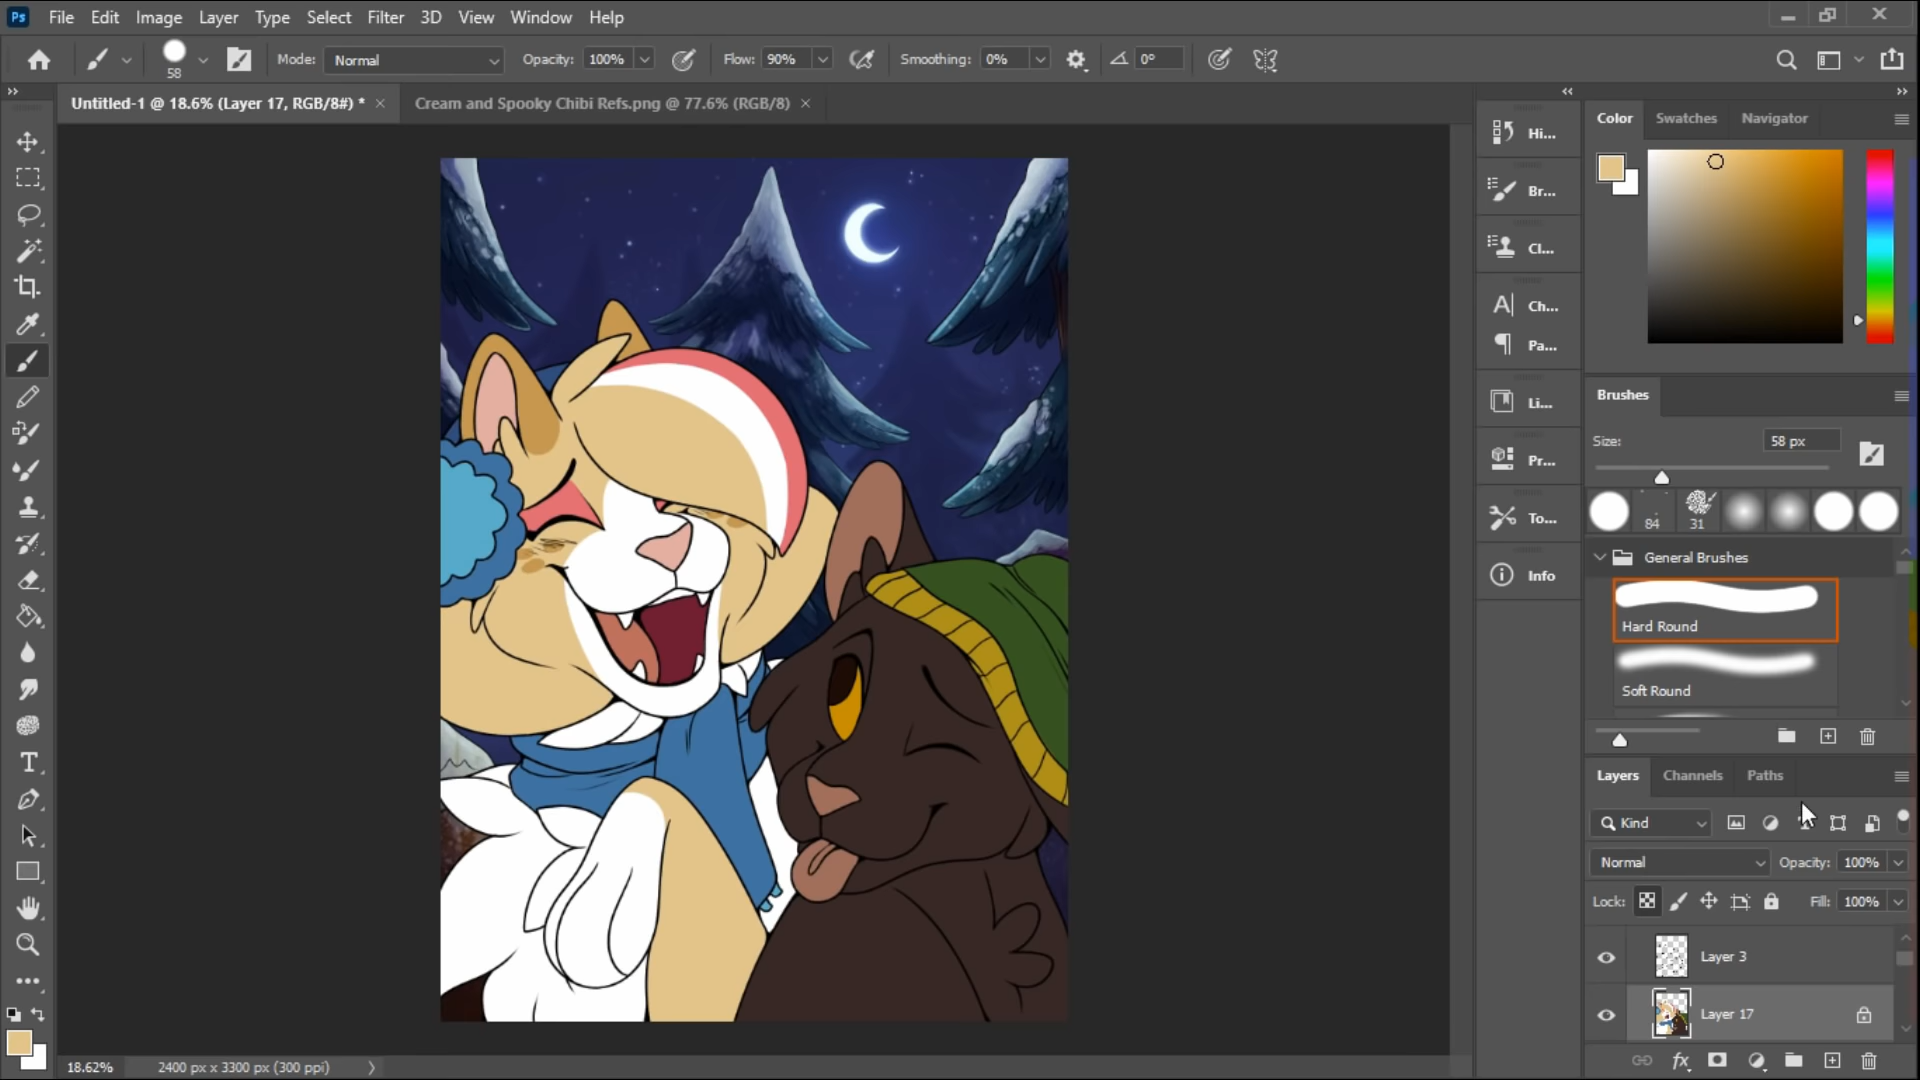 Ps File Edit Image Layer Type Select Filter 3D View Window Help
58 Mode: Normal Opacity: 100% Flow: 90% Smoothing: 0% 0°
Untitled-1 @ 18.6% (Layer 17, RGB/8#) * × Cream and Spooky Chibi Refs.png @ 77.6% (RGB/8) ×
Hi...
Br...
Cl...
Ch...
Pa...
Li...
Pr...
To...
Info
Color Swatches Navigator
Brushes
Size: 58 px
84 31
General Brushes
Hard Round
Soft Round
Layers Channels Paths
Kind
Normal Opacity: 100%
Lock: Fill: 100%
Layer 3
Layer 17
fx
18.62% 2400 px x 3300 px (300 ppi)